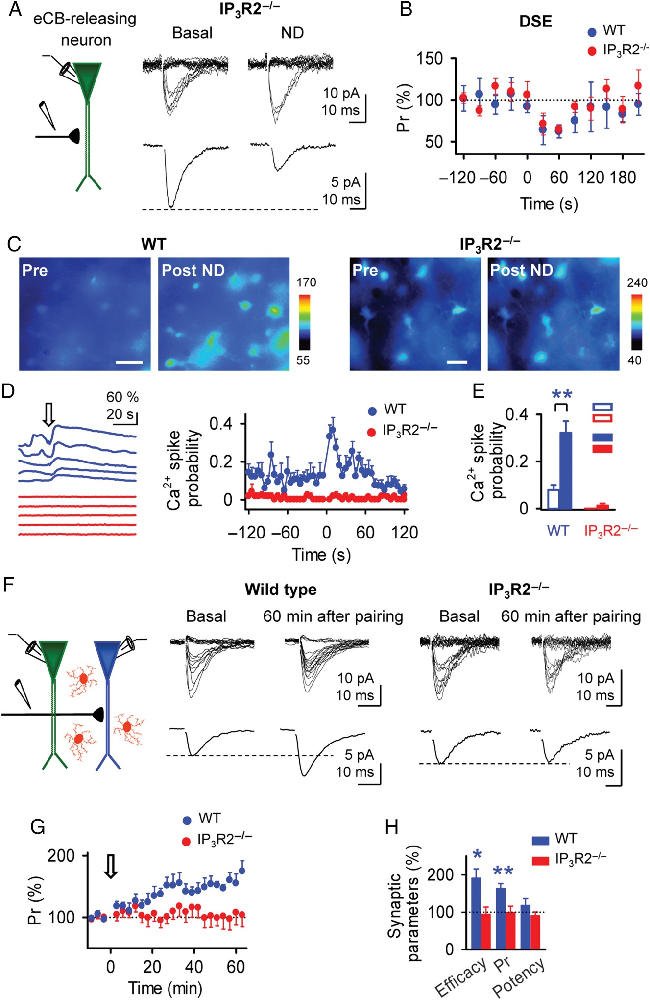 A
eCB-releasing
neuron
IP₃R2⁻/⁻
Basal
ND
10 pA
10 ms
5 pA
10 ms
B
DSE
WT
IP₃R2⁻/⁻
150
100
50
Pr (%)
−120 −60 0 60 120 180
Time (s)
C
WT
IP₃R2⁻/⁻
Pre
Post ND
170
55
Pre
Post ND
240
40
D
60 %
20 s
WT
IP₃R2⁻/⁻
0.4
0.2
0
Ca²⁺ spike
probability
−120 −60 0 60 120
Time (s)
E
**
0.4
0.2
0
Ca²⁺ spike
probability
WT
IP₃R2⁻/⁻
F
Wild type
IP₃R2⁻/⁻
Basal
60 min after pairing
Basal
60 min after pairing
10 pA
10 ms
10 pA
10 ms
5 pA
10 ms
5 pA
10 ms
G
WT
IP₃R2⁻/⁻
200
100
Pr (%)
0 20 40 60
Time (min)
H
WT
IP₃R2⁻/⁻
*
**
200
100
0
Synaptic
parameters (%)
Efficacy
Pr
Potency